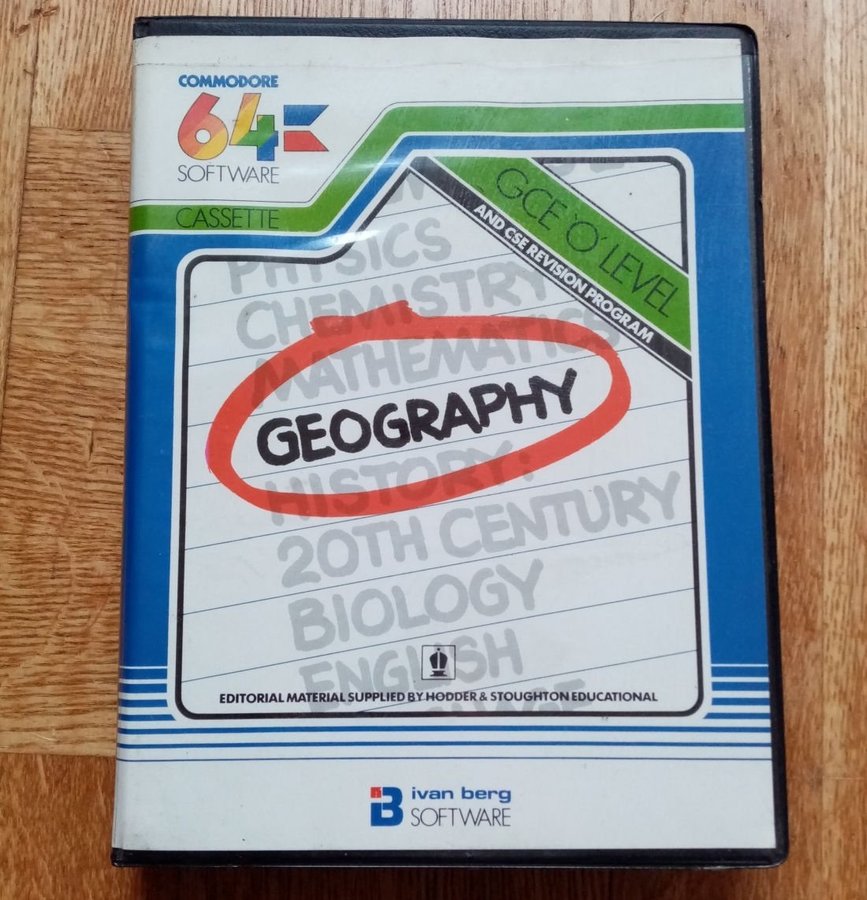 COMMODORE
64
SOFTWARE
CASSETTE
GCE 'O' LEVEL
AND CSE REVISION PROGRAM
PHYSICS
CHEMISTRY
MATHEMATICS
GEOGRAPHY
HISTORY:
20TH CENTURY
BIOLOGY
ENGLISH
EDITORIAL MATERIAL SUPPLIED BY HODDER & STOUGHTON EDUCATIONAL
ivan berg
SOFTWARE